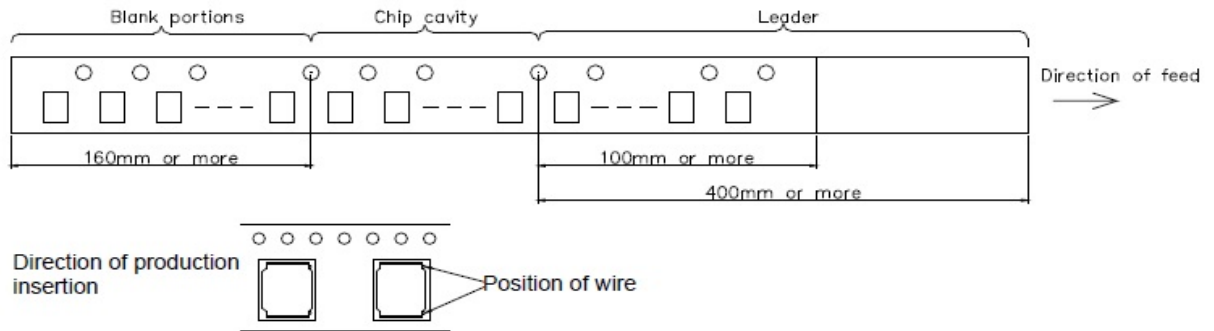 Blank portions
Chip cavity
Leader
Direction of feed
160mm or more
100mm or more
400mm or more
Direction of production
insertion
Position of wire